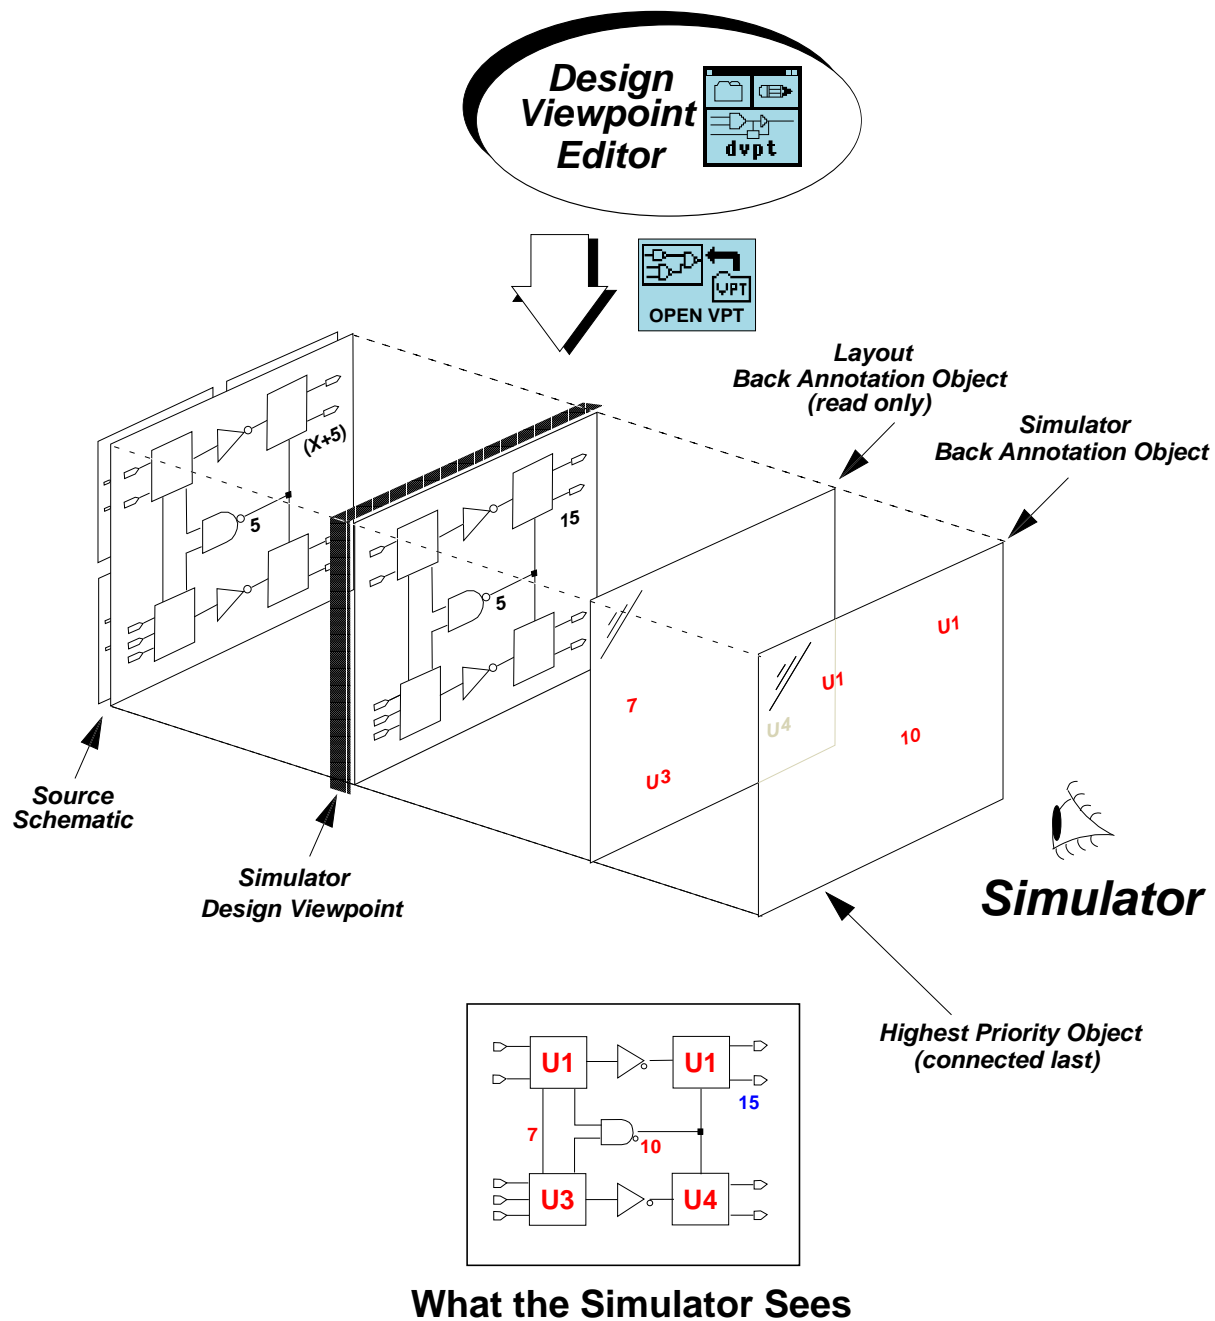 Design
Viewpoint
Editor
dvpt
VPT
OPEN VPT
Layout
Back Annotation Object
(read only)
Simulator
Back Annotation Object
(X+5)
5
15
5
U1
U1
7
U4
10
U3
Source
Schematic
Simulator
Design Viewpoint
Simulator
Highest Priority Object
(connected last)
U1
U1
15
7
10
U3
U4
What the Simulator Sees